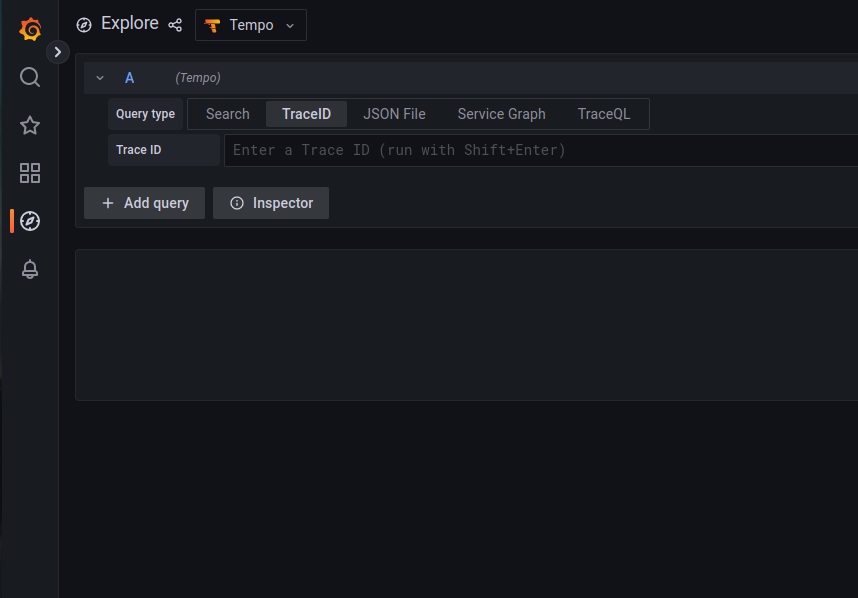 Explore Tempo
A (Tempo)
Query type Search TraceID JSON File Service Graph TraceQL
Trace ID Enter a Trace ID (run with Shift+Enter)
+ Add query Inspector